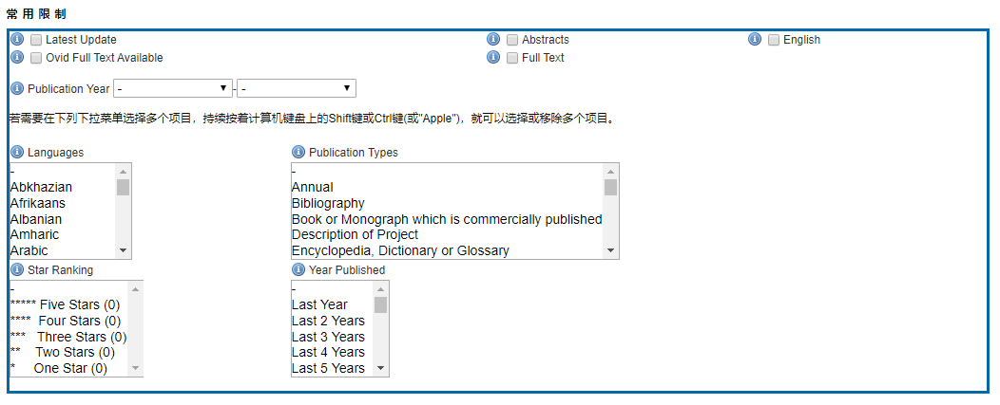 常用限制
Latest Update
Abstracts
English
Ovid Full Text Available
Full Text
Publication Year - - -
若需要在下列下拉菜单选择多个项目，持续按着计算机键盘上的Shift键或Ctrl键(或"Apple")，就可以选择或移除多个项目。
Languages
-
Abkhazian
Afrikaans
Albanian
Amharic
Arabic
Publication Types
-
Annual
Bibliography
Book or Monograph which is commercially published
Description of Project
Encyclopedia, Dictionary or Glossary
Star Ranking
-
***** Five Stars (0)
**** Four Stars (0)
*** Three Stars (0)
** Two Stars (0)
* One Star (0)
Year Published
-
Last Year
Last 2 Years
Last 3 Years
Last 4 Years
Last 5 Years